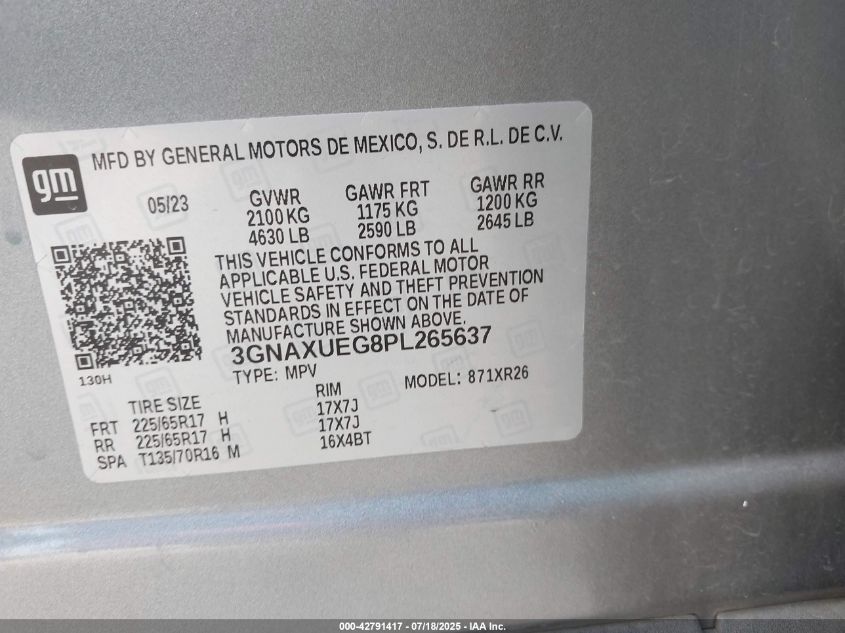 gm
MFD BY GENERAL MOTORS DE MEXICO, S. DE R.L. DE C.V.
05/23
GVWR GAWR FRT GAWR RR
2100 KG 1175 KG 1200 KG
4630 LB 2590 LB 2645 LB
THIS VEHICLE CONFORMS TO ALL
APPLICABLE U.S. FEDERAL MOTOR
VEHICLE SAFETY AND THEFT PREVENTION
STANDARDS IN EFFECT ON THE DATE OF
MANUFACTURE SHOWN ABOVE.
3GNAXUEG8PL265637
130H
TYPE: MPV MODEL: 871XR26
TIRE SIZE RIM
FRT 225/65R17 H 17X7J
RR 225/65R17 H 17X7J
SPA T135/70R16 M 16X4BT
000-42791417 - 07/18/2025 - IAA Inc.